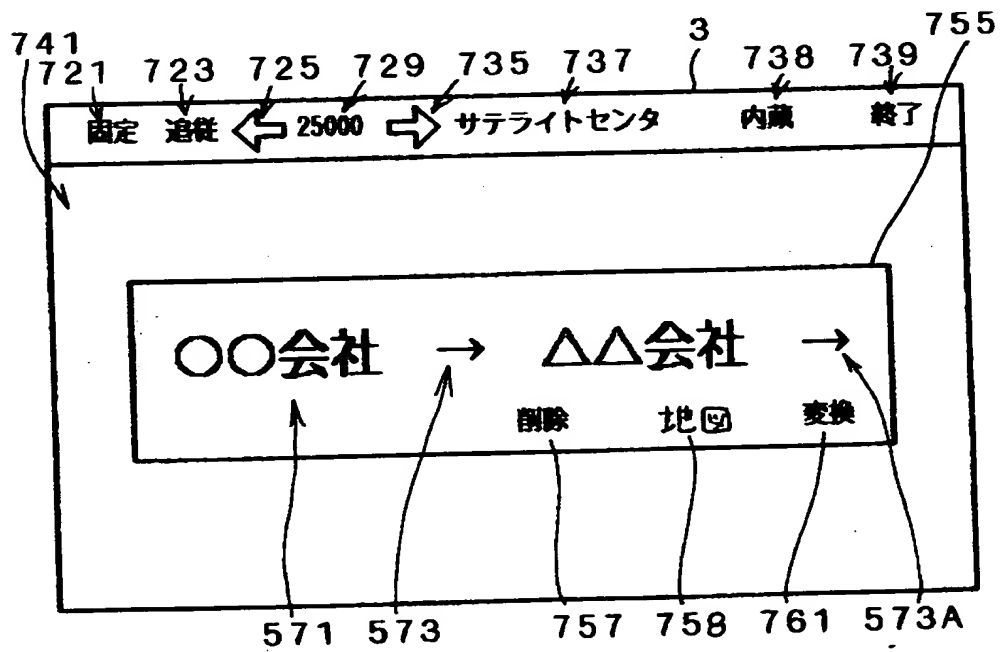 3 755
741
721 723 725 729 735 737 738 739
固定 追従 25000 サテライトセンタ 内蔵 終了
○○会社 → △△会社 →
削除 地図 変換
571 573 757 758 761 573A